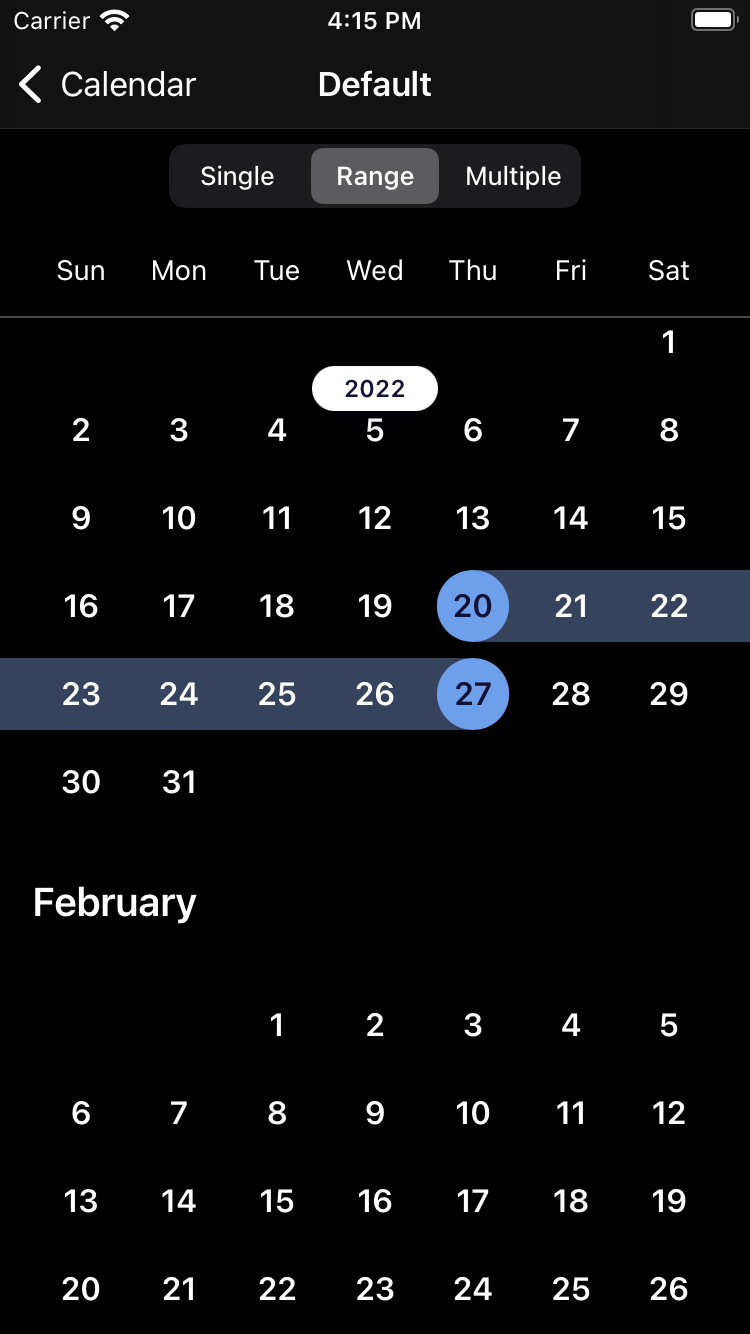 Carrier 4:15 PM
Calendar Default
Single Range Multiple
Sun Mon Tue Wed Thu Fri Sat
1
2022
2 3 4 5 6 7 8
9 10 11 12 13 14 15
16 17 18 19 20 21 22
23 24 25 26 27 28 29
30 31
February
1 2 3 4 5
6 7 8 9 10 11 12
13 14 15 16 17 18 19
20 21 22 23 24 25 26